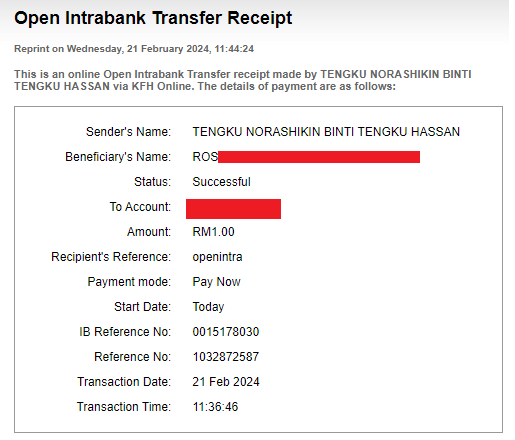 Open Intrabank Transfer Receipt
Reprint on Wednesday, 21 February 2024, 11:44:24
This is an online Open Intrabank Transfer receipt made by TENGKU NORASHIKIN BINTI
TENGKU HASSAN via KFH Online. The details of payment are as follows:
Sender's Name: TENGKU NORASHIKIN BINTI TENGKU HASSAN
Beneficiary's Name: ROS
Status: Successful
To Account:
Amount: RM1.00
Recipient's Reference: openintra
Payment mode: Pay Now
Start Date: Today
IB Reference No: 0015178030
Reference No: 1032872587
Transaction Date: 21 Feb 2024
Transaction Time: 11:36:46